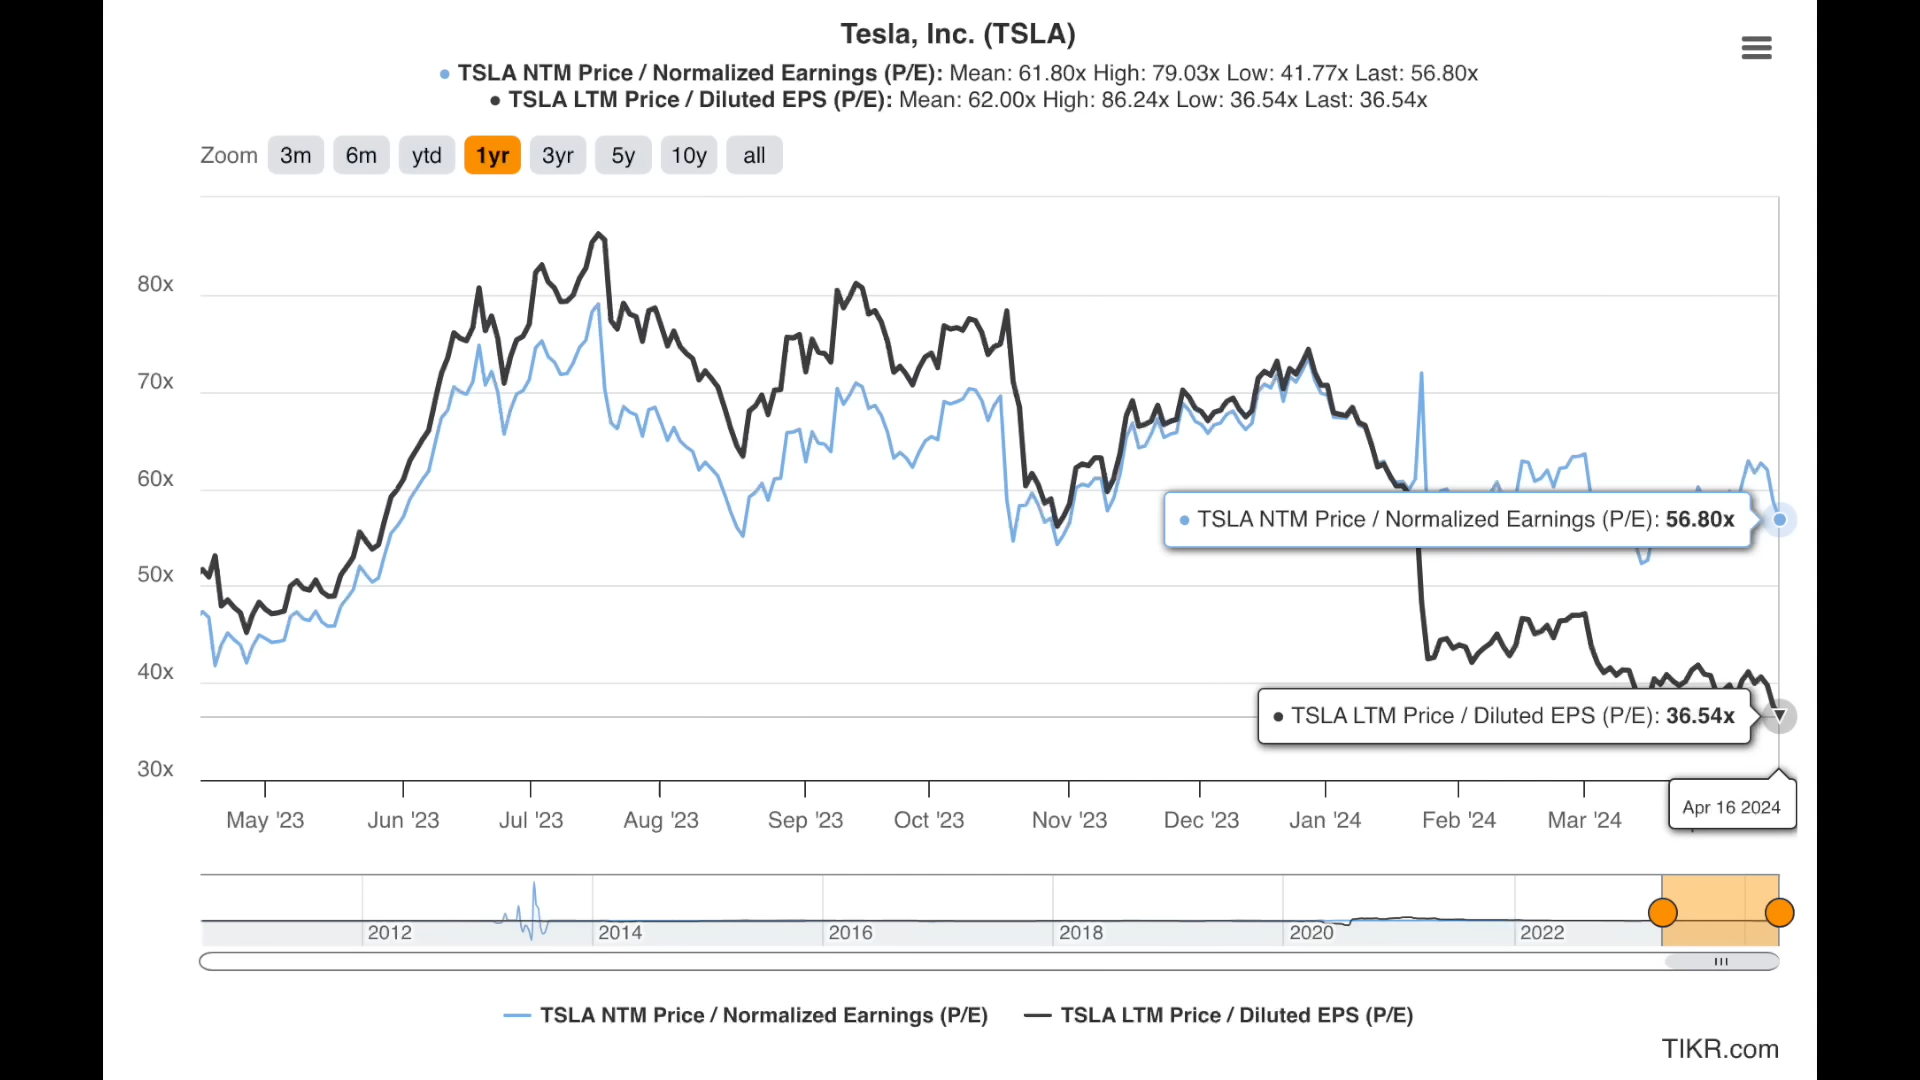 Tesla, Inc. (TSLA)
TSLA NTM Price / Normalized Earnings (P/E): Mean: 61.80x High: 79.03x Low: 41.77x Last: 56.80x
TSLA LTM Price / Diluted EPS (P/E): Mean: 62.00x High: 86.24x Low: 36.54x Last: 36.54x
Zoom 3m 6m ytd 1yr 3yr 5y 10y all
80x
70x
60x
50x
40x
30x
TSLA NTM Price / Normalized Earnings (P/E): 56.80x
TSLA LTM Price / Diluted EPS (P/E): 36.54x
May '23 Jun '23 Jul '23 Aug '23 Sep '23 Oct '23 Nov '23 Dec '23 Jan '24 Feb '24 Mar '24
Apr 16 2024
2012 2014 2016 2018 2020 2022
TSLA NTM Price / Normalized Earnings (P/E) TSLA LTM Price / Diluted EPS (P/E)
TIKR.com